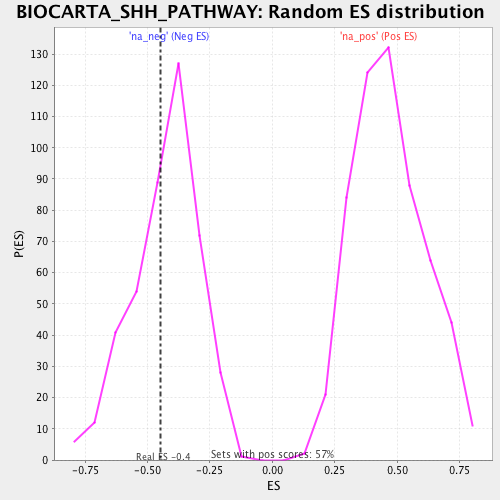 BIOCARTA_SHH_PATHWAY: Random ES distribution
'na_neg' (Neg ES)
'na_pos' (Pos ES)
130
120
110
100
90
80
70
60
50
40
30
20
10
0
P(ES)
Real ES -0.4
Sets with pos scores: 57%
-0.75 -0.50 -0.25 0.00 0.25 0.50 0.75
ES